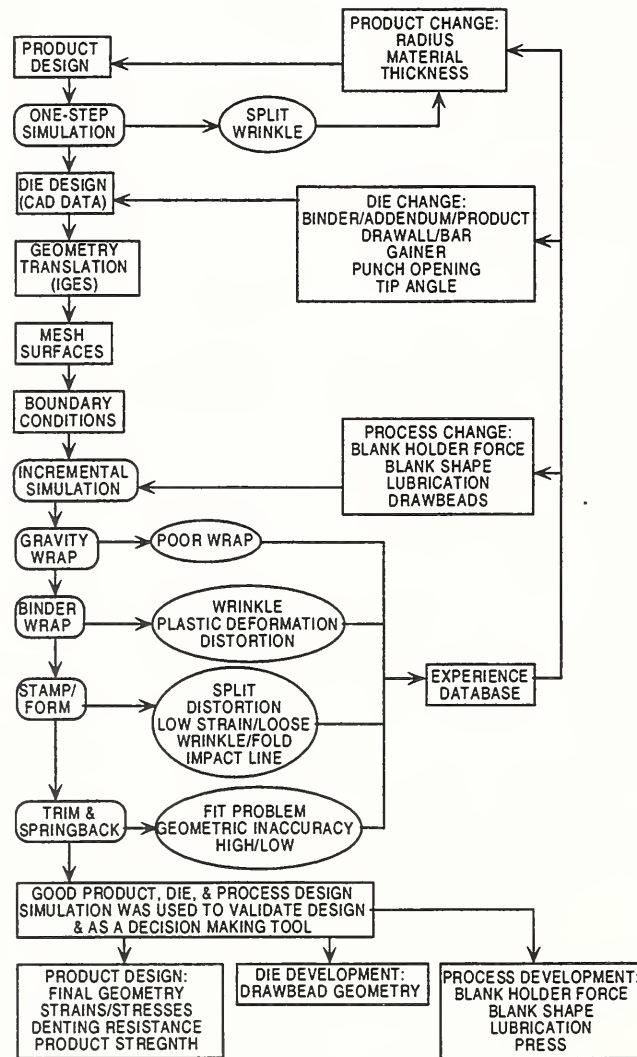 PRODUCT CHANGE:
RADIUS
MATERIAL
THICKNESS
PRODUCT
DESIGN
ONE-STEP
SIMULATION
SPLIT
WRINKLE
DIE DESIGN
(CAD DATA)
DIE CHANGE:
BINDER/ADDENDUM/PRODUCT
DRAWALL/BAR
GAINER
PUNCH OPENING
TIP ANGLE
GEOMETRY
TRANSLATION
(IGES)
MESH
SURFACES
BOUNDARY
CONDITIONS
PROCESS CHANGE:
BLANK HOLDER FORCE
BLANK SHAPE
LUBRICATION
DRAWBEADS
INCREMENTAL
SIMULATION
GRAVITY
WRAP
POOR WRAP
BINDER
WRAP
WRINKLE
PLASTIC DEFORMATION
DISTORTION
EXPERIENCE
DATABASE
STAMP/
FORM
SPLIT
DISTORTION
LOW STRAIN/LOOSE
WRINKLE/FOLD
IMPACT LINE
TRIM &
SPRINGBACK
FIT PROBLEM
GEOMETRIC INACCURACY
HIGH/LOW
GOOD PRODUCT, DIE, & PROCESS DESIGN
SIMULATION WAS USED TO VALIDATE DESIGN
& AS A DECISION MAKING TOOL
PRODUCT DESIGN:
FINAL GEOMETRY
STRAINS/STRESSES
DENTING RESISTANCE
PRODUCT STREGNTH
DIE DEVELOPMENT:
DRAWBEAD GEOMETRY
PROCESS DEVELOPMENT:
BLANK HOLDER FORCE
BLANK SHAPE
LUBRICATION
PRESS